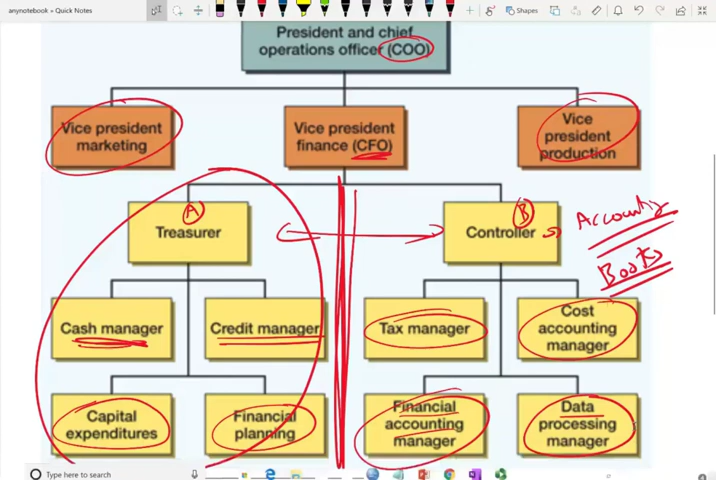 anynotebook • Quick Notes
Shapes
President and chief
operations officer (COO)
Vice president
marketing
Vice president
finance (CFO)
Vice
president
production
A
Treasurer
B
Controller
Accounting
Books
Cash manager
Credit manager
Tax manager
Cost
accounting
manager
Capital
expenditures
Financial
planning
Financial
accounting
manager
Data
processing
manager
Type here to search